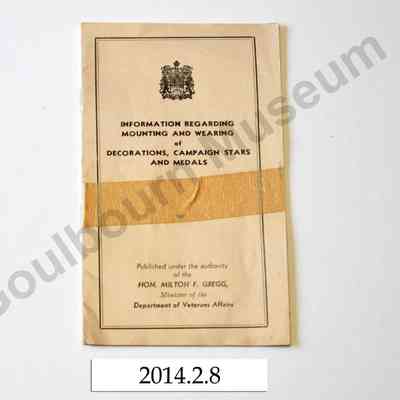 INFORMATION REGARDING
MOUNTING AND WEARING
of
DECORATIONS, CAMPAIGN STARS
AND MEDALS
Published under the authority
of the
HON. MILTON F. GREGG,
Minister of the
Department of Veterans Affairs
2014.2.8
Goulbourn Museum